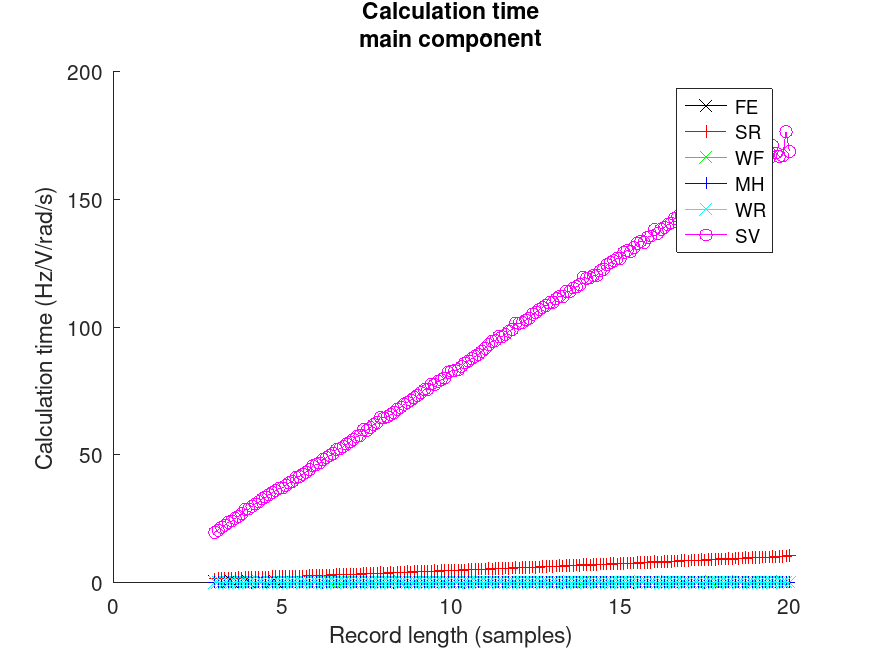 Calculation time
main component
200
150
100
50
0
Calculation time (Hz/V/rad/s)
0
5
10
15
20
Record length (samples)
FE
SR
WF
MH
WR
SV